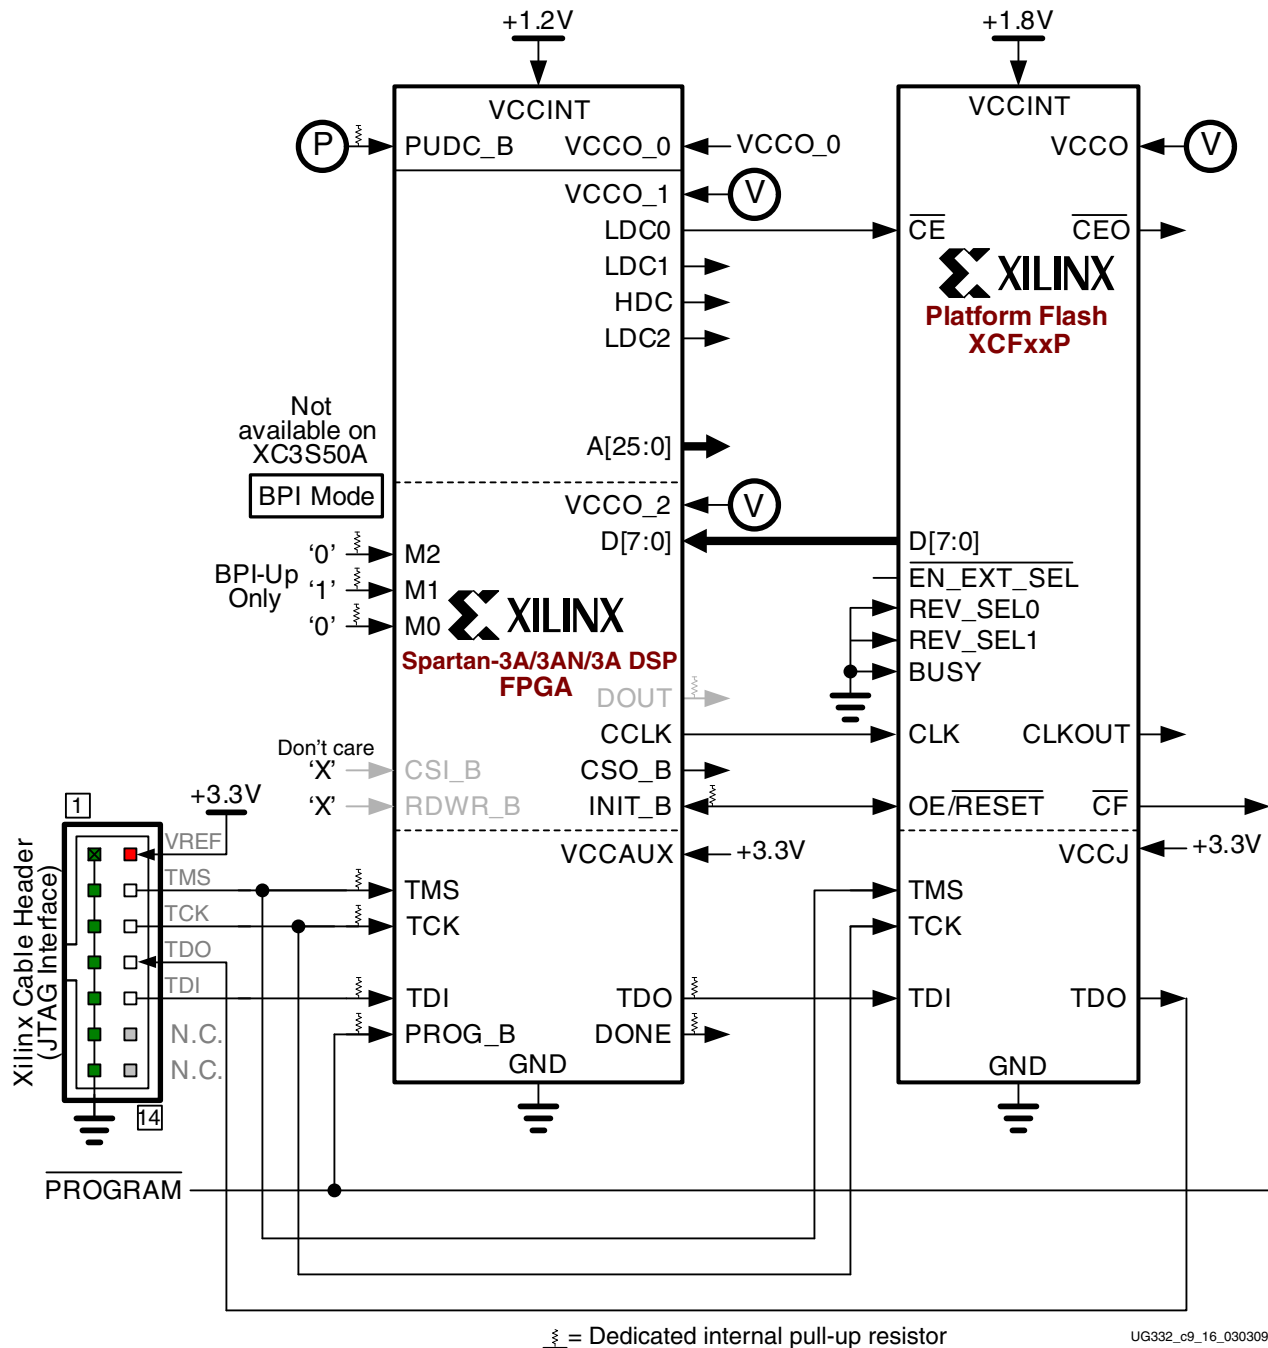 +1.2V
+1.8V
VCCINT
VCCINT
P
PUDC_B
VCCO_0
VCCO_0
VCCO
V
VCCO_1
V
LDC0
CE
CEO
LDC1
XILINX
HDC
Platform Flash
LDC2
XCFxxP
Not
available on
XC3S50A
A[25:0]
BPI Mode
VCCO_2
V
D[7:0]
D[7:0]
‘0’
M2
EN_EXT_SEL
BPI-Up
Only
‘1’
M1
REV_SEL0
‘0’
M0
XILINX
REV_SEL1
Spartan-3A/3AN/3A DSP
FPGA
BUSY
DOUT
CCLK
CLK
CLKOUT
Don't care
‘X’
CSI_B
CSO_B
‘X’
RDWR_B
INIT_B
OE/RESET
CF
1
+3.3V
VREF
VCCAUX
+3.3V
VCCJ
+3.3V
Xilinx Cable Header
(JTAG Interface)
TMS
TMS
TMS
TCK
TCK
TCK
TDO
TDI
TDI
TDO
TDI
TDO
N.C.
PROG_B
DONE
N.C.
GND
GND
14
PROGRAM
= Dedicated internal pull-up resistor
UG332_c9_16_030309